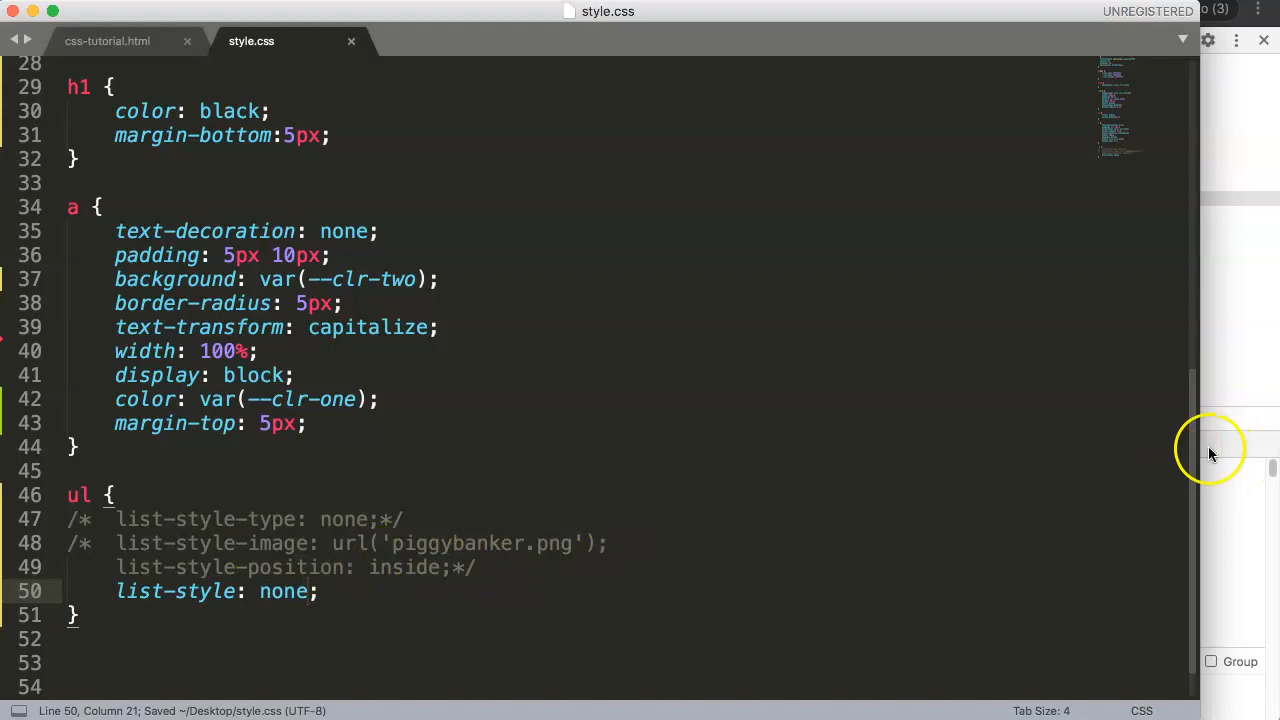 style.css
UNREGISTERED
(3)
css-tutorial.html
style.css
28
29 h1 {
30 color: black;
31 margin-bottom:5px;
32 }
33
34 a {
35 text-decoration: none;
36 padding: 5px 10px;
37 background: var(--clr-two);
38 border-radius: 5px;
39 text-transform: capitalize;
40 width: 100%;
41 display: block;
42 color: var(--clr-one);
43 margin-top: 5px;
44 }
45
46 ul {
47 /* list-style-type: none;*/
48 /* list-style-image: url('piggybanker.png');
49 list-style-position: inside;*/
50 list-style: none;
51 }
52
53
54
Group
Line 50, Column 21; Saved ~/Desktop/style.css (UTF-8)
Tab Size: 4
CSS